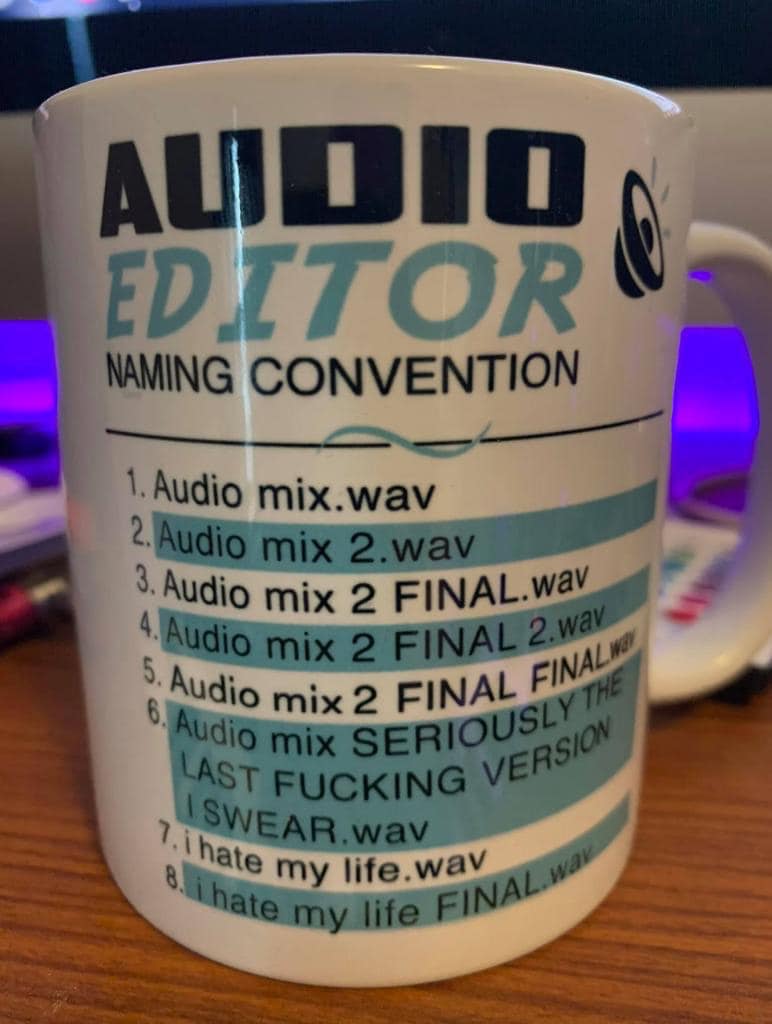 AUDIO
EDITOR
NAMING CONVENTION
1. Audio mix.wav
2. Audio mix 2.wav
3. Audio mix 2 FINAL.wav
4. Audio mix 2 FINAL 2.wav
5. Audio mix 2 FINAL FINAL.wav
6. Audio mix SERIOUSLY THE
LAST FUCKING VERSION
I SWEAR.wav
7. i hate my life.wav
8. i hate my life FINAL.wav